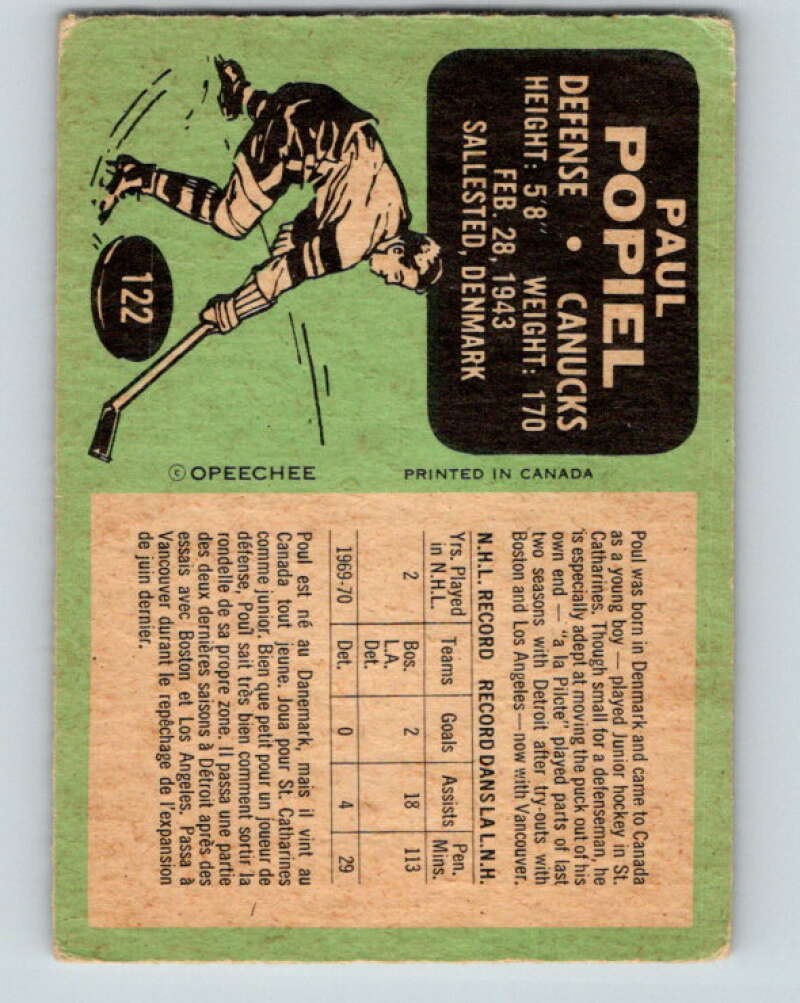 PAUL
POPIEL
DEFENSE • CANUCKS
HEIGHT: 5'8" WEIGHT: 170
FEB. 28, 1943
SALLESTED, DENMARK
122
© OPEECHEE
PRINTED IN CANADA
Poul was born in Denmark and came to Canada
as a young boy — played Junior hockey in St.
Catharines. Though small for a defenseman, he
is especially adept at moving the puck out of his
own end — "a la Pilote" played parts of last
two seasons with Detroit after try-outs with
Boston and Los Angeles — now with Vancouver.
N.H.L. RECORD RECORD DANS LA L.N.H.
Yrs. Played in N.H.L. Teams Goals Assists Pen. Mins.
2 Bos. 2 18 113
L.A.
Det.
1969-70 Det. 0 4 29
Poul est né au Danemark, mais il vint au
Canada tout jeune. Joua pour St. Catharines
comme junior. Bien que petit pour un joueur de
défense, Poul sait très bien comment sortir la
rondelle de sa propre zone. Il passa une partie
des deux dernières saisons à Détroit après des
essais avec Boston et Los Angeles. Passa à
Vancouver durant le repêchage de l'expansion
de juin dernier.